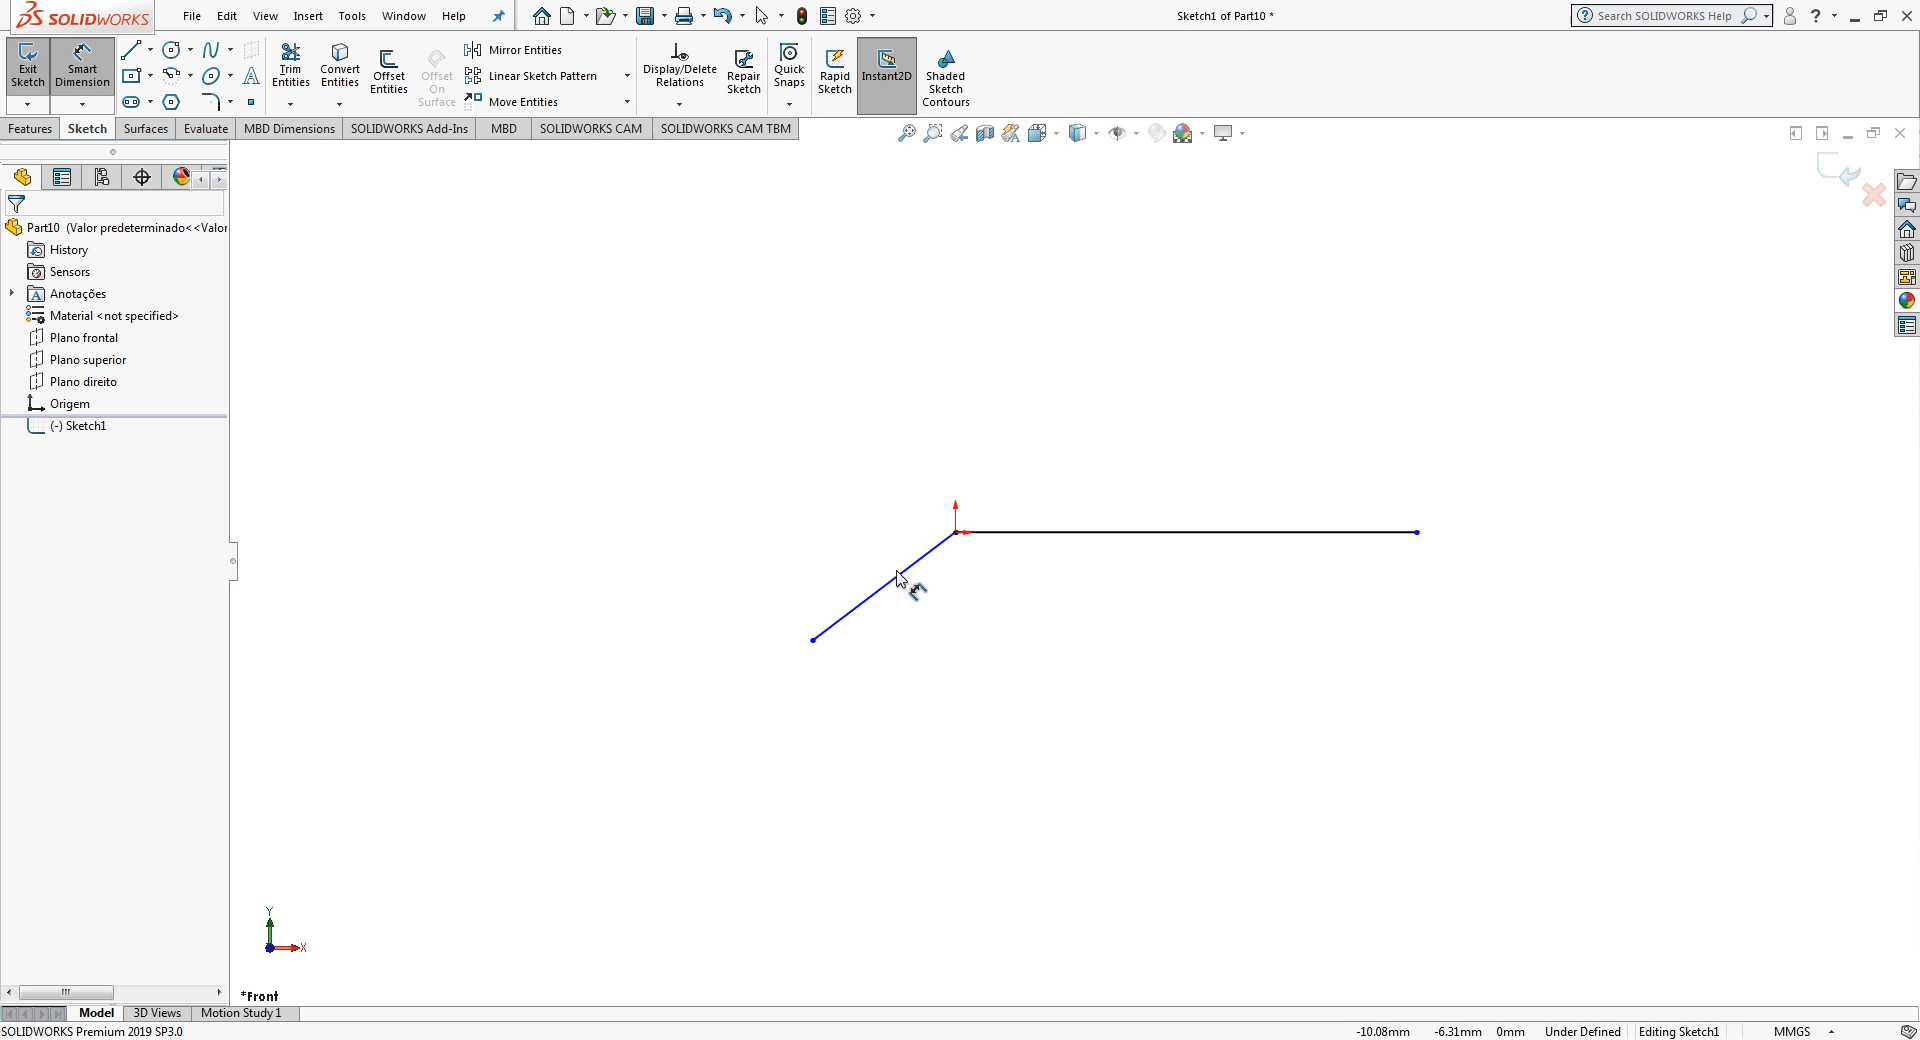 SOLIDWORKS File Edit View Insert Tools Window Help Sketch1 of Part10 * Search SOLIDWORKS Help
Exit Sketch
Smart Dimension
Trim Entities
Convert Entities
Offset Entities
Offset On Surface
Mirror Entities
Linear Sketch Pattern
Move Entities
Display/Delete Relations
Repair Sketch
Quick Snaps
Rapid Sketch
Instant2D
Shaded Sketch Contours
Features Sketch Surfaces Evaluate MBD Dimensions SOLIDWORKS Add-Ins MBD SOLIDWORKS CAM SOLIDWORKS CAM TBM
Part10 (Valor predeterminado<<Valor
History
Sensors
Anotações
Material <not specified>
Plano frontal
Plano superior
Plano direito
Origem
(-) Sketch1
Y
X
*Front
Model 3D Views Motion Study 1
SOLIDWORKS Premium 2019 SP3.0 -10.08mm -6.31mm 0mm Under Defined Editing Sketch1 MMGS